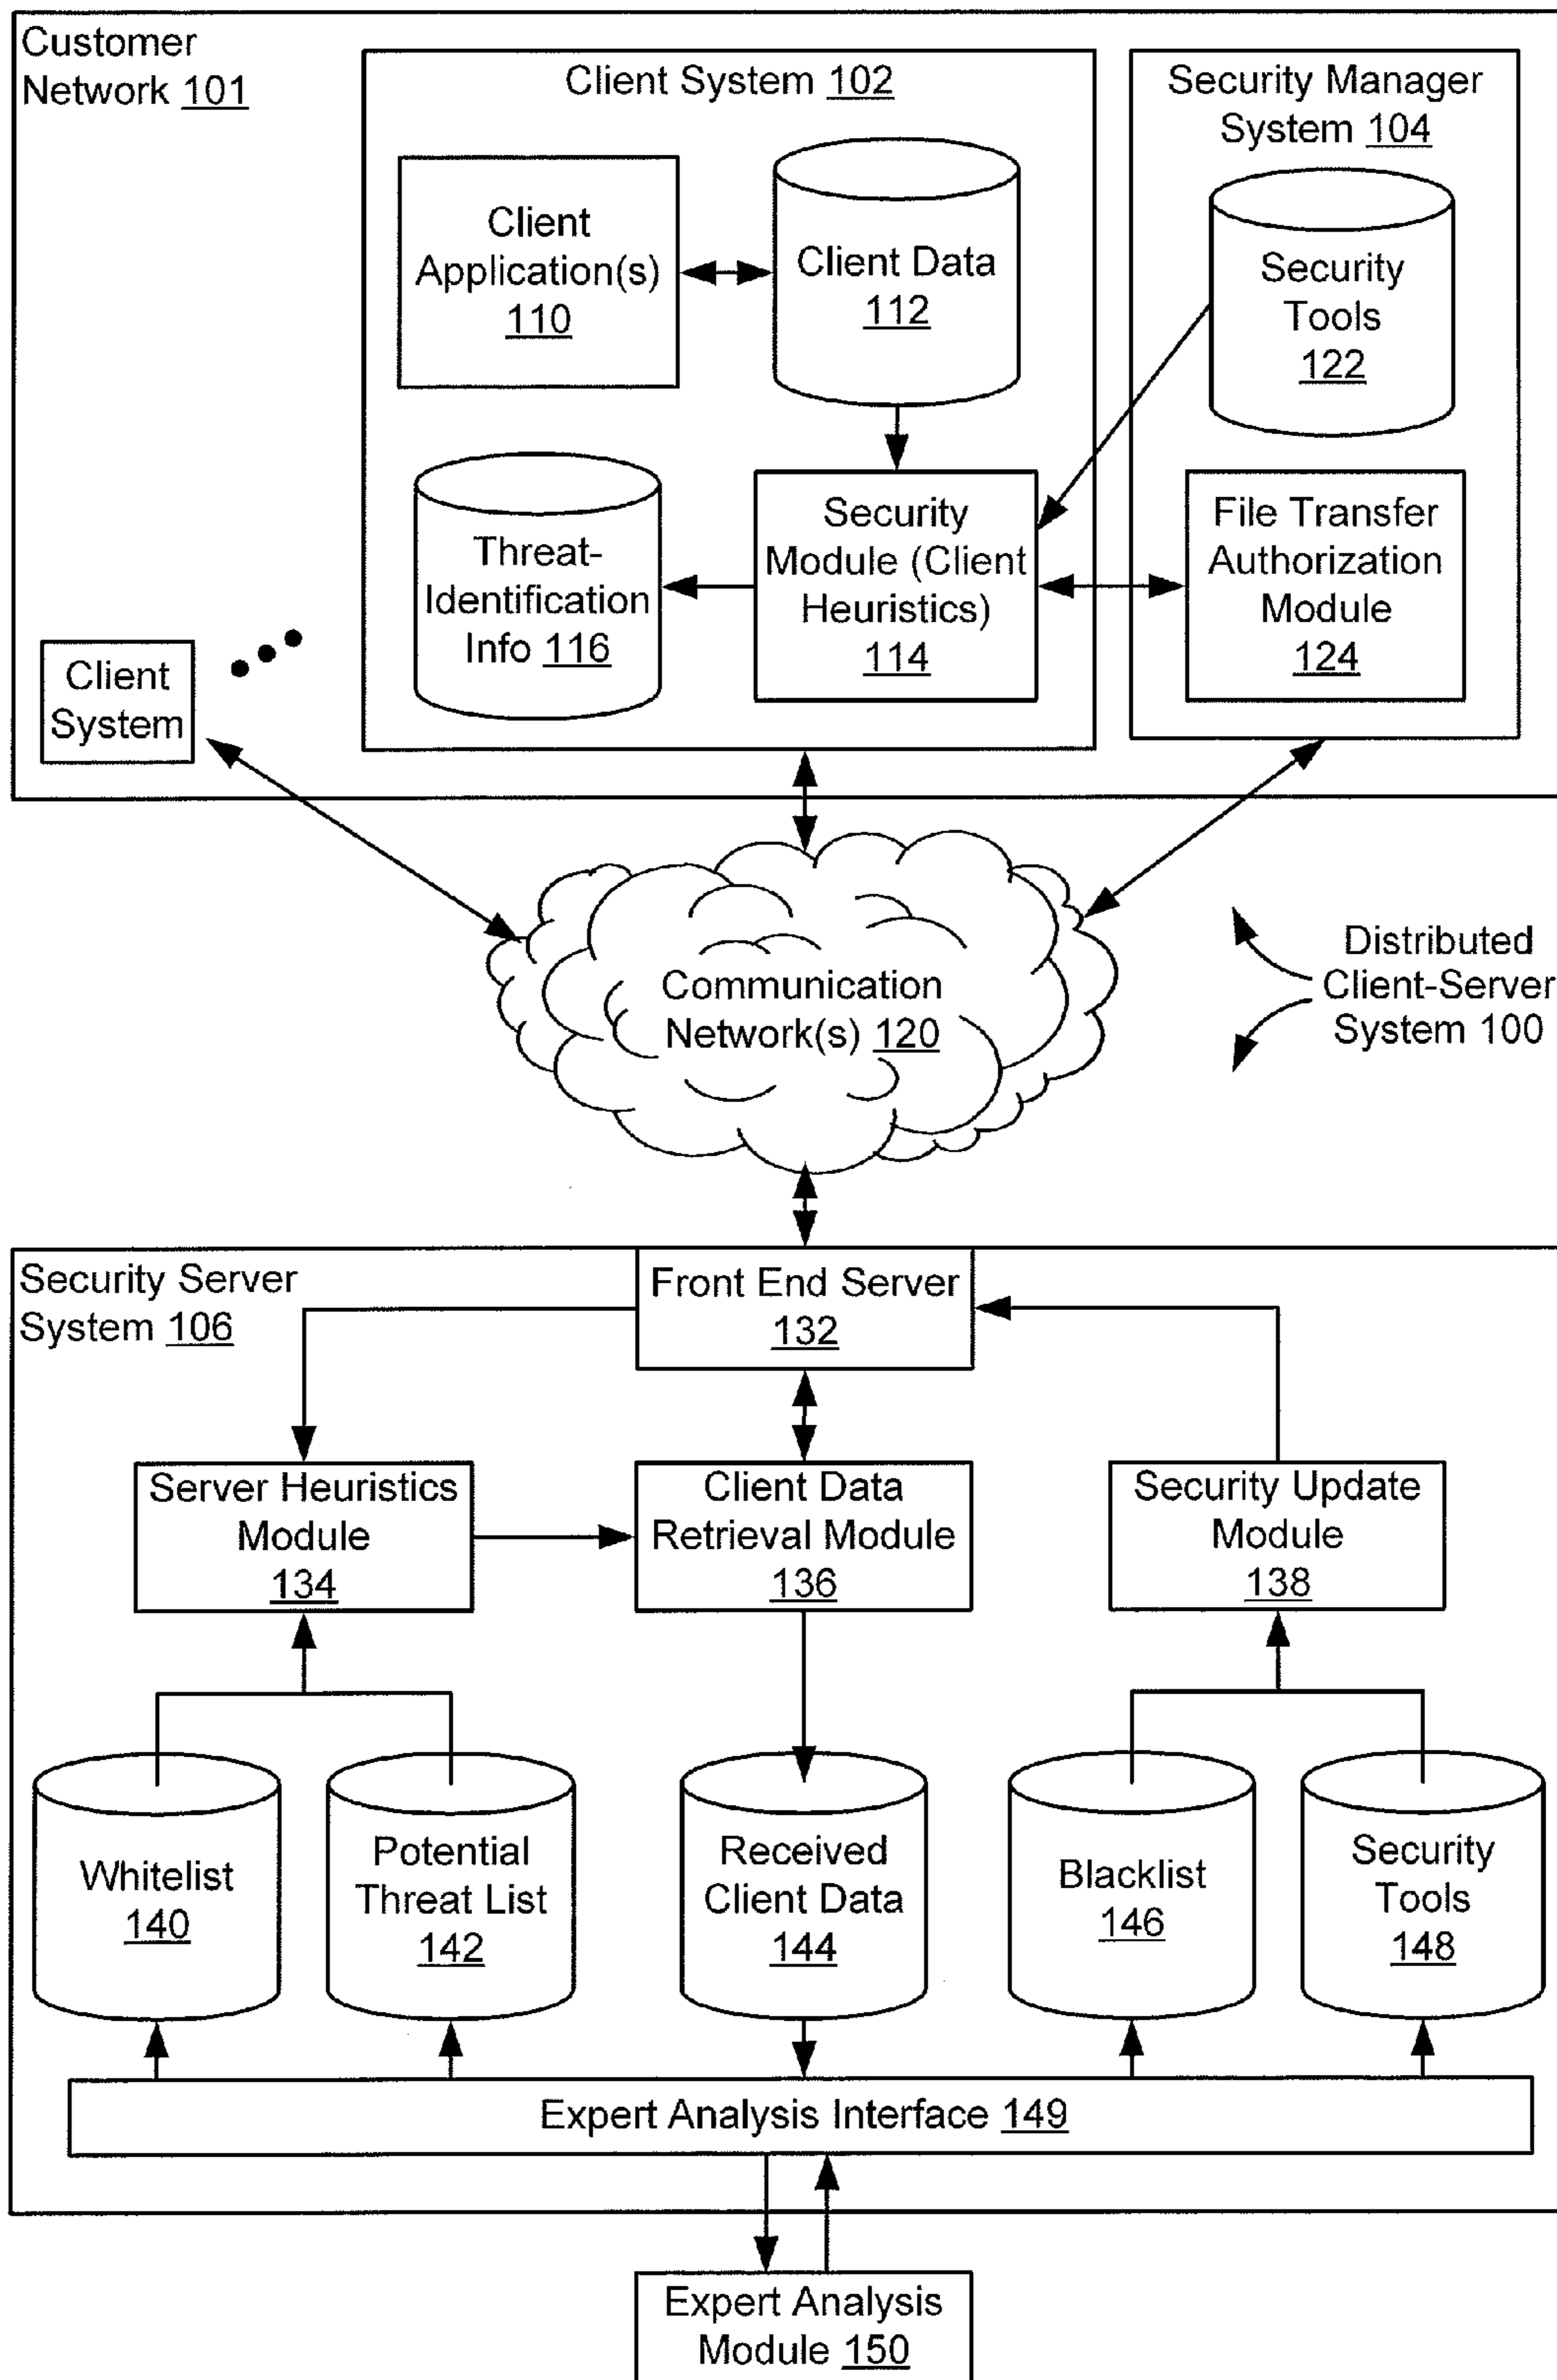 Customer
Network 101
Client System 102
Security Manager
System 104
Client
Application(s)
110
Client Data
112
Security
Tools
122
Threat-
Identification
Info 116
Security
Module (Client
Heuristics)
114
File Transfer
Authorization
Module
124
Client
System
Communication
Network(s) 120
Distributed
Client-Server
System 100
Security Server
System 106
Front End Server
132
Server Heuristics
Module
134
Client Data
Retrieval Module
136
Security Update
Module
138
Whitelist
140
Potential
Threat List
142
Received
Client Data
144
Blacklist
146
Security
Tools
148
Expert Analysis Interface 149
Expert Analysis
Module 150